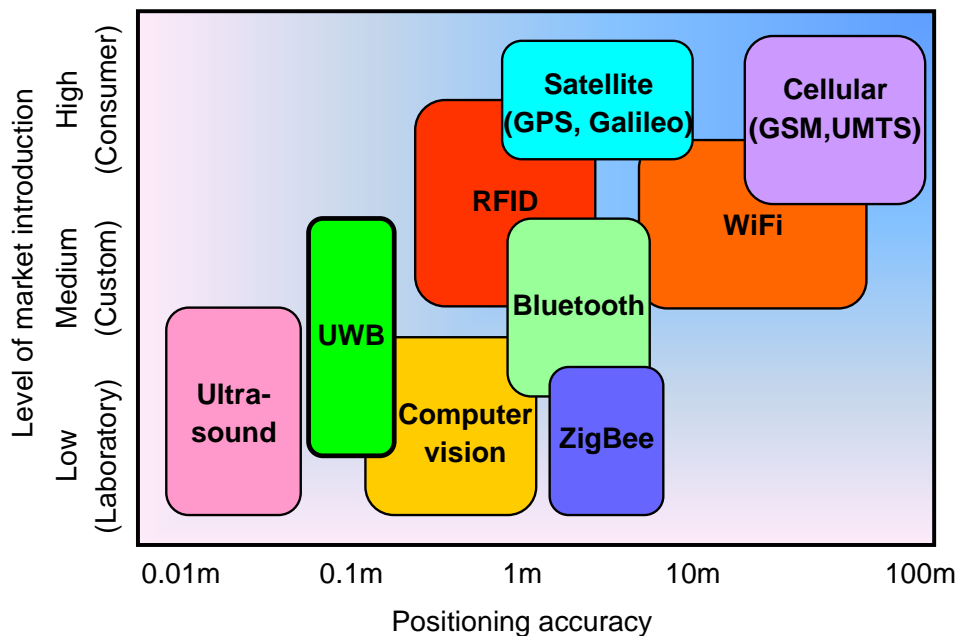 Level of market introduction
High
(Consumer)
Medium
(Custom)
Low
(Laboratory)
Satellite
(GPS, Galileo)
Cellular
(GSM,UMTS)
RFID
WiFi
Bluetooth
UWB
Ultra-
sound
Computer
vision
ZigBee
0.01m
0.1m
1m
10m
100m
Positioning accuracy